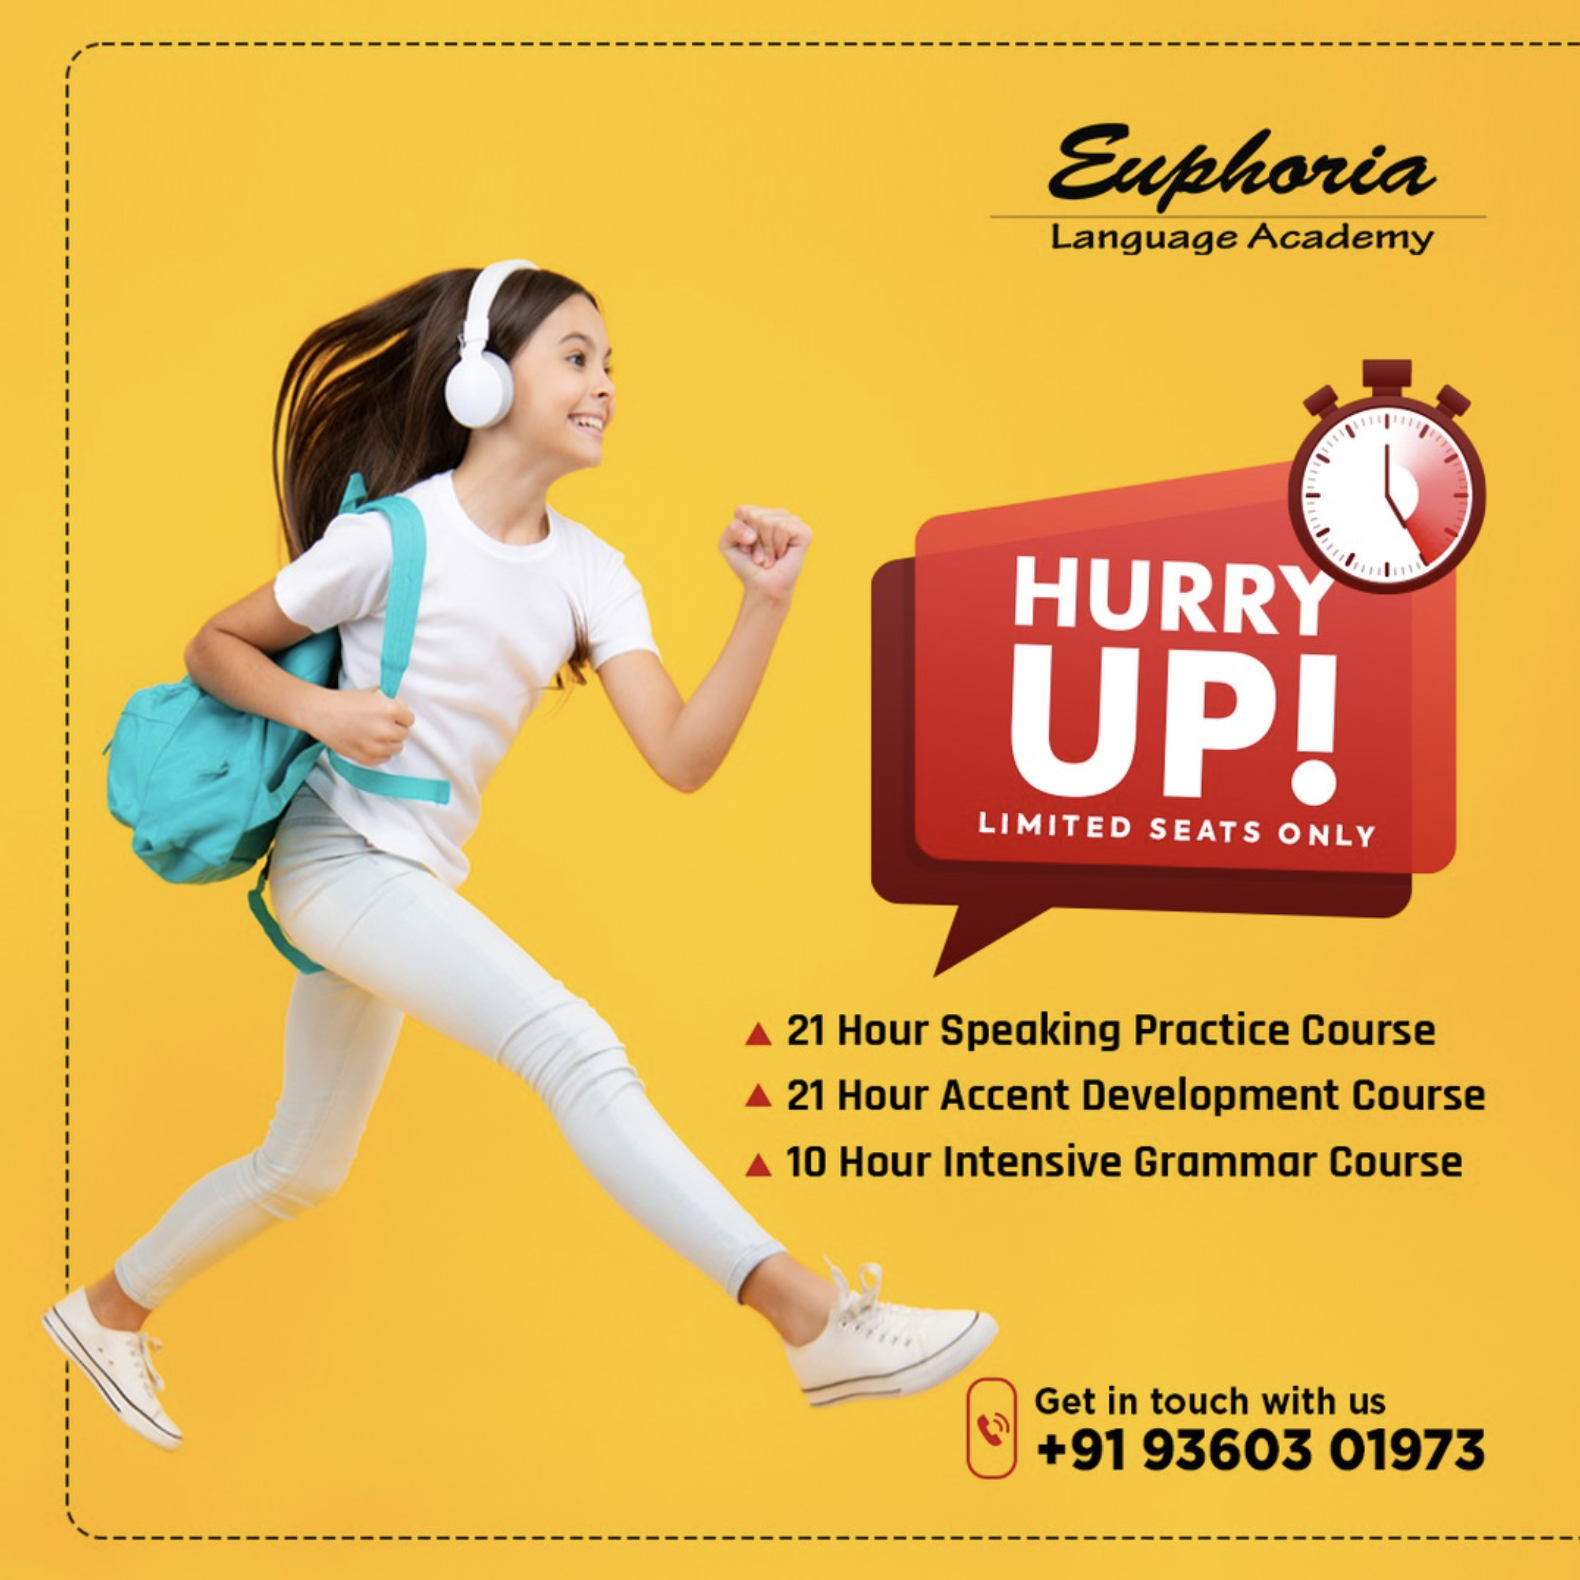 Euphoria
Language Academy
HURRY
UP!
LIMITED SEATS ONLY
21 Hour Speaking Practice Course
21 Hour Accent Development Course
10 Hour Intensive Grammar Course
Get in touch with us
+91 93603 01973